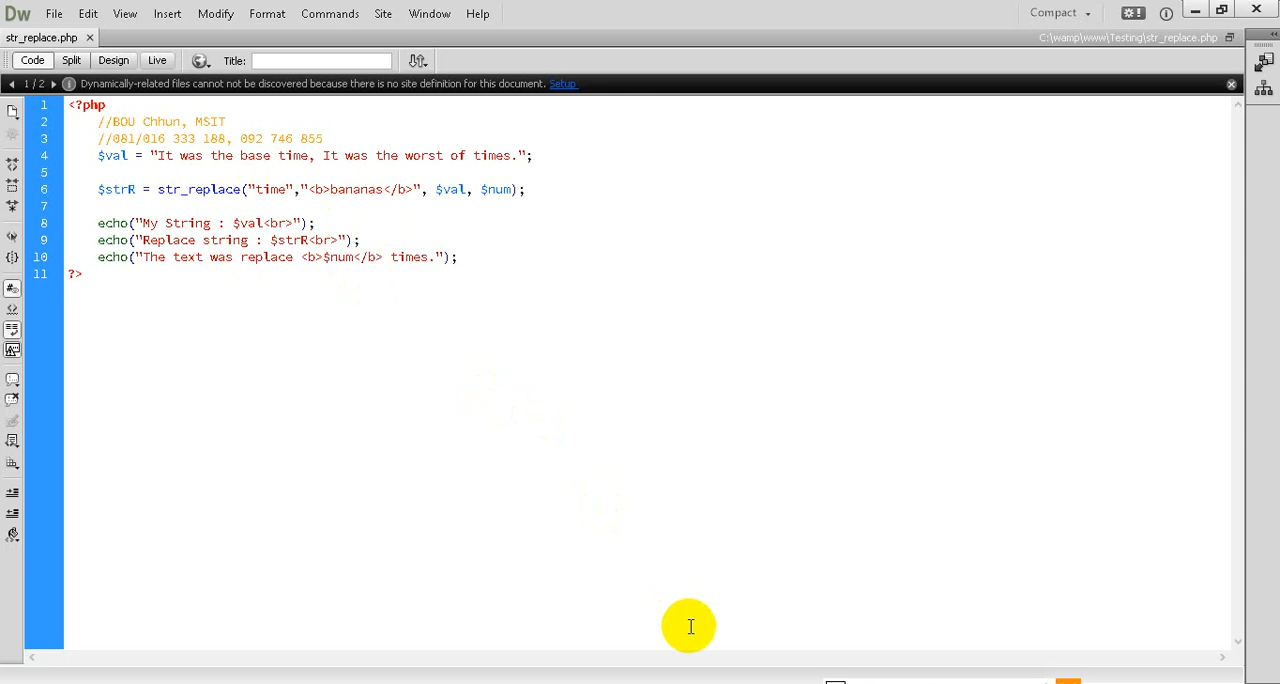 Dw File Edit View Insert Modify Format Commands Site Window Help Compact
str_replace.php C:\wamp\www\Testing\str_replace.php
Code Split Design Live Title:
1 / 2 Dynamically-related files cannot not be discovered because there is no site definition for this document. Setup
1 <?php
2 //BOU Chhun, MSIT
3 //081/016 333 188, 092 746 855
4 $val = "It was the base time, It was the worst of times.";
5
6 $strR = str_replace("time","<b>bananas</b>", $val, $num);
7
8 echo("My String : $val<br>");
9 echo("Replace string : $strR<br>");
10 echo("The text was replace <b>$num</b> times.");
11 ?>